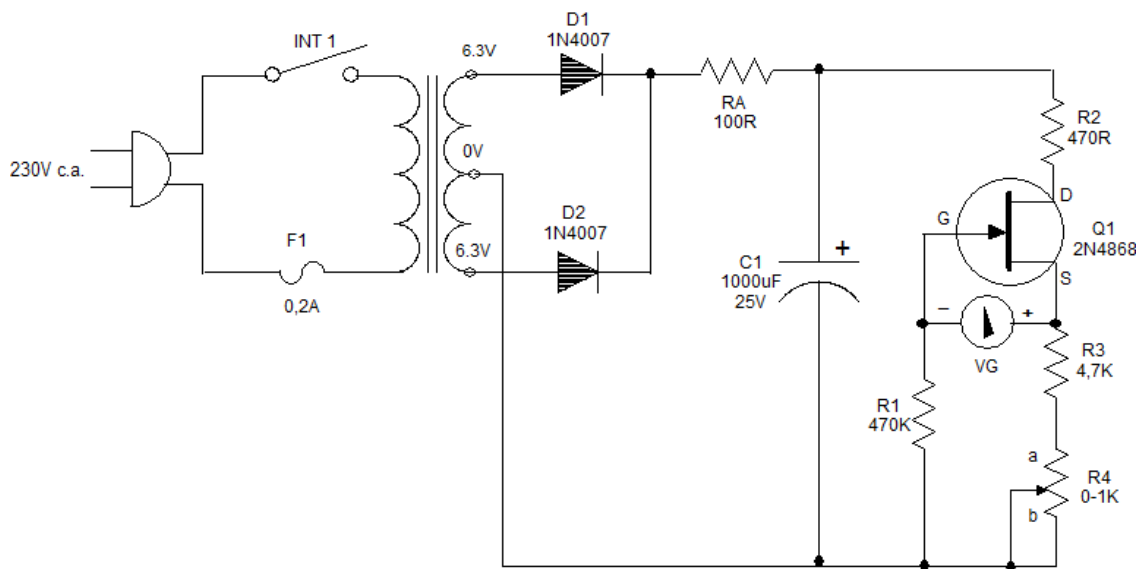 INT 1
230V c.a.
F1
0,2A
6.3V
0V
6.3V
D1
1N4007
D2
1N4007
RA
100R
C1
1000uF
25V
+
R2
470R
D
G
S
Q1
2N4868
–
+
VG
R1
470K
R3
4,7K
a
b
R4
0-1K